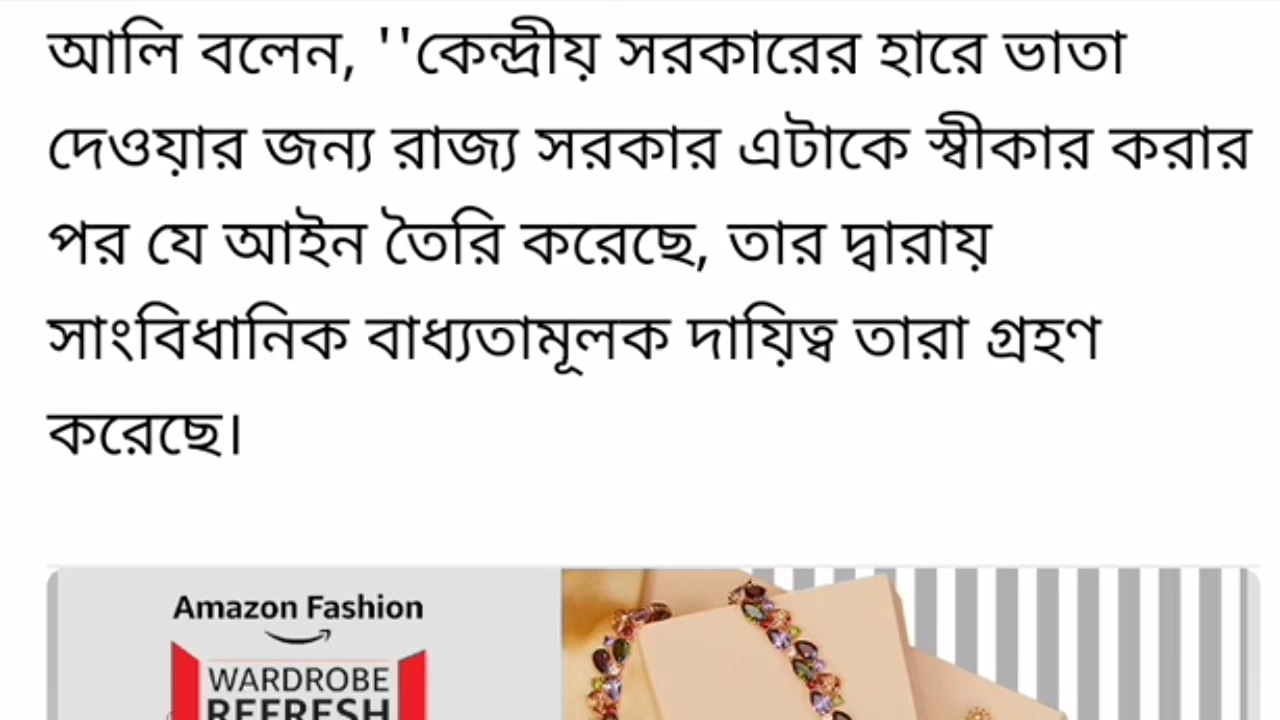 আলি বলেন, ''কেন্দ্রীয় সরকারের হারে ভাতা
দেওয়ার জন্য রাজ্য সরকার এটাকে স্বীকার করার
পর যে আইন তৈরি করেছে, তার দ্বারায়
সাংবিধানিক বাধ্যতামূলক দায়িত্ব তারা গ্রহণ
করেছে।
Amazon Fashion
WARDROBE
REFRESH